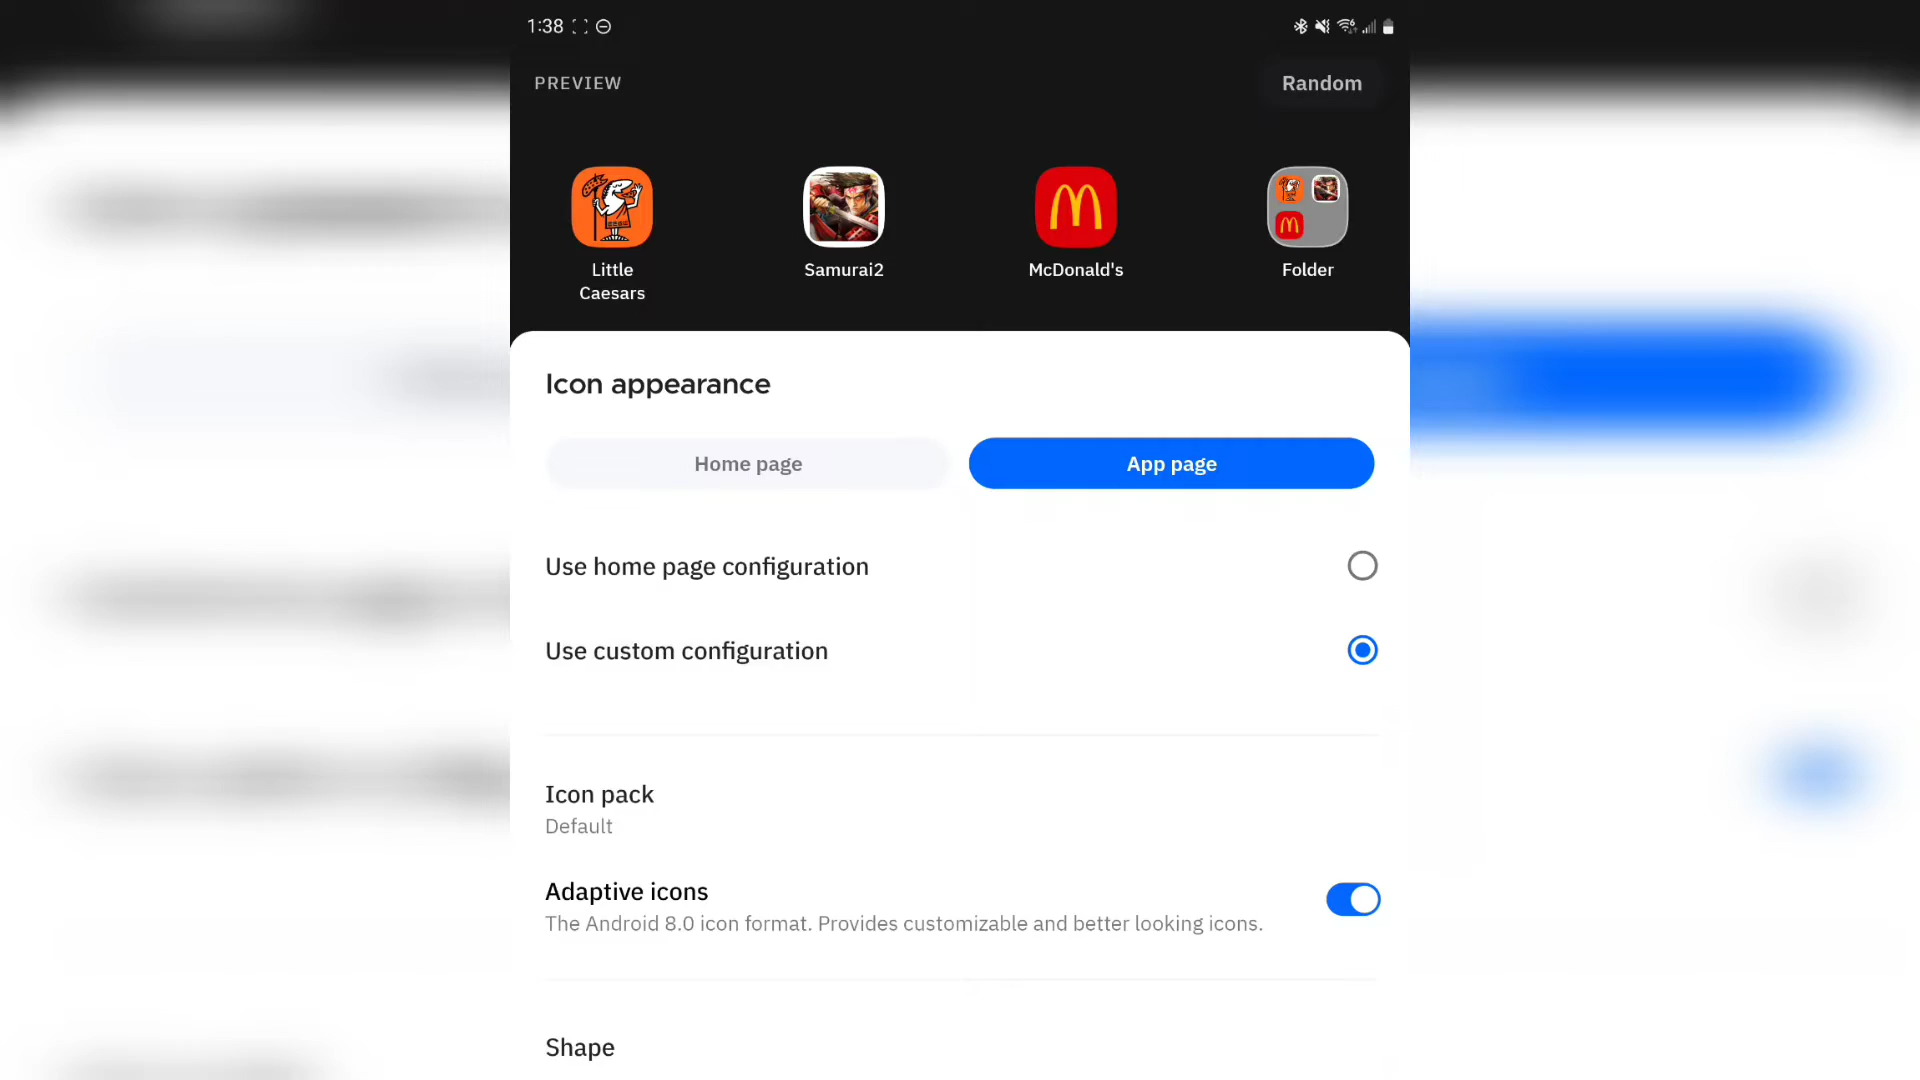 1:38
PREVIEW
Random
Little
Caesars
Samurai2
McDonald's
Folder
Icon appearance
Home page
App page
Use home page configuration
Use custom configuration
Icon pack
Default
Adaptive icons
The Android 8.0 icon format. Provides customizable and better looking icons.
Shape